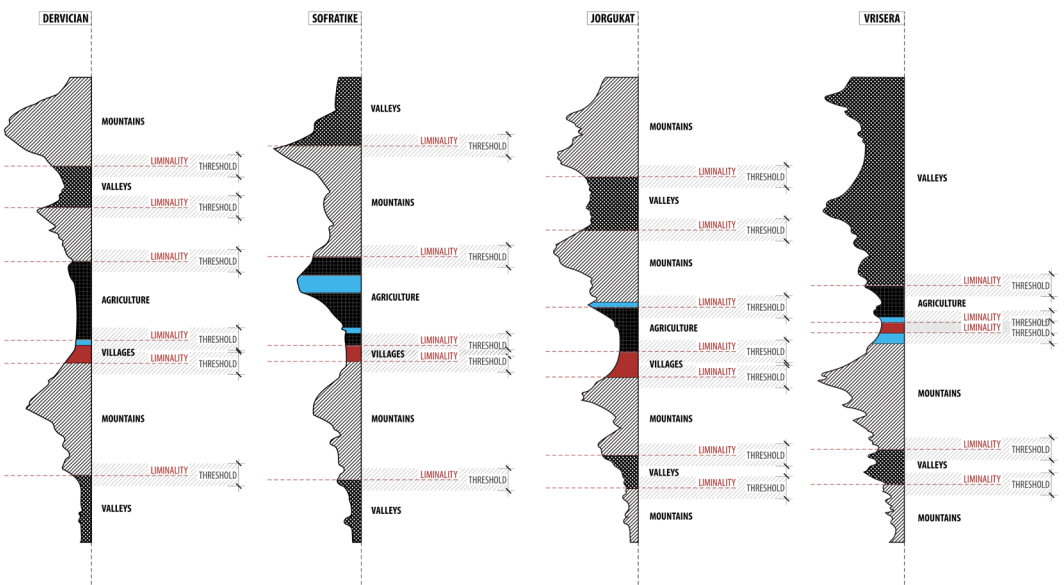 DERVICIAN
MOUNTAINS
LIMINALITY THRESHOLD
VALLEYS
LIMINALITY THRESHOLD
LIMINALITY THRESHOLD
AGRICULTURE
LIMINALITY THRESHOLD
VILLAGES
LIMINALITY THRESHOLD
MOUNTAINS
LIMINALITY THRESHOLD
VALLEYS
SOFRATIKE
VALLEYS
LIMINALITY THRESHOLD
MOUNTAINS
LIMINALITY THRESHOLD
AGRICULTURE
LIMINALITY THRESHOLD
VILLAGES LIMINALITY THRESHOLD
MOUNTAINS
LIMINALITY THRESHOLD
VALLEYS
JORGUKAT
MOUNTAINS
LIMINALITY THRESHOLD
VALLEYS
LIMINALITY THRESHOLD
MOUNTAINS
LIMINALITY THRESHOLD
AGRICULTURE
LIMINALITY THRESHOLD
VILLAGES
LIMINALITY THRESHOLD
MOUNTAINS
LIMINALITY THRESHOLD
VALLEYS
LIMINALITY THRESHOLD
MOUNTAINS
VRISERA
VALLEYS
LIMINALITY THRESHOLD
AGRICULTURE
LIMINALITY THRESHOLD
LIMINALITY THRESHOLD
MOUNTAINS
LIMINALITY THRESHOLD
VALLEYS
LIMINALITY THRESHOLD
MOUNTAINS